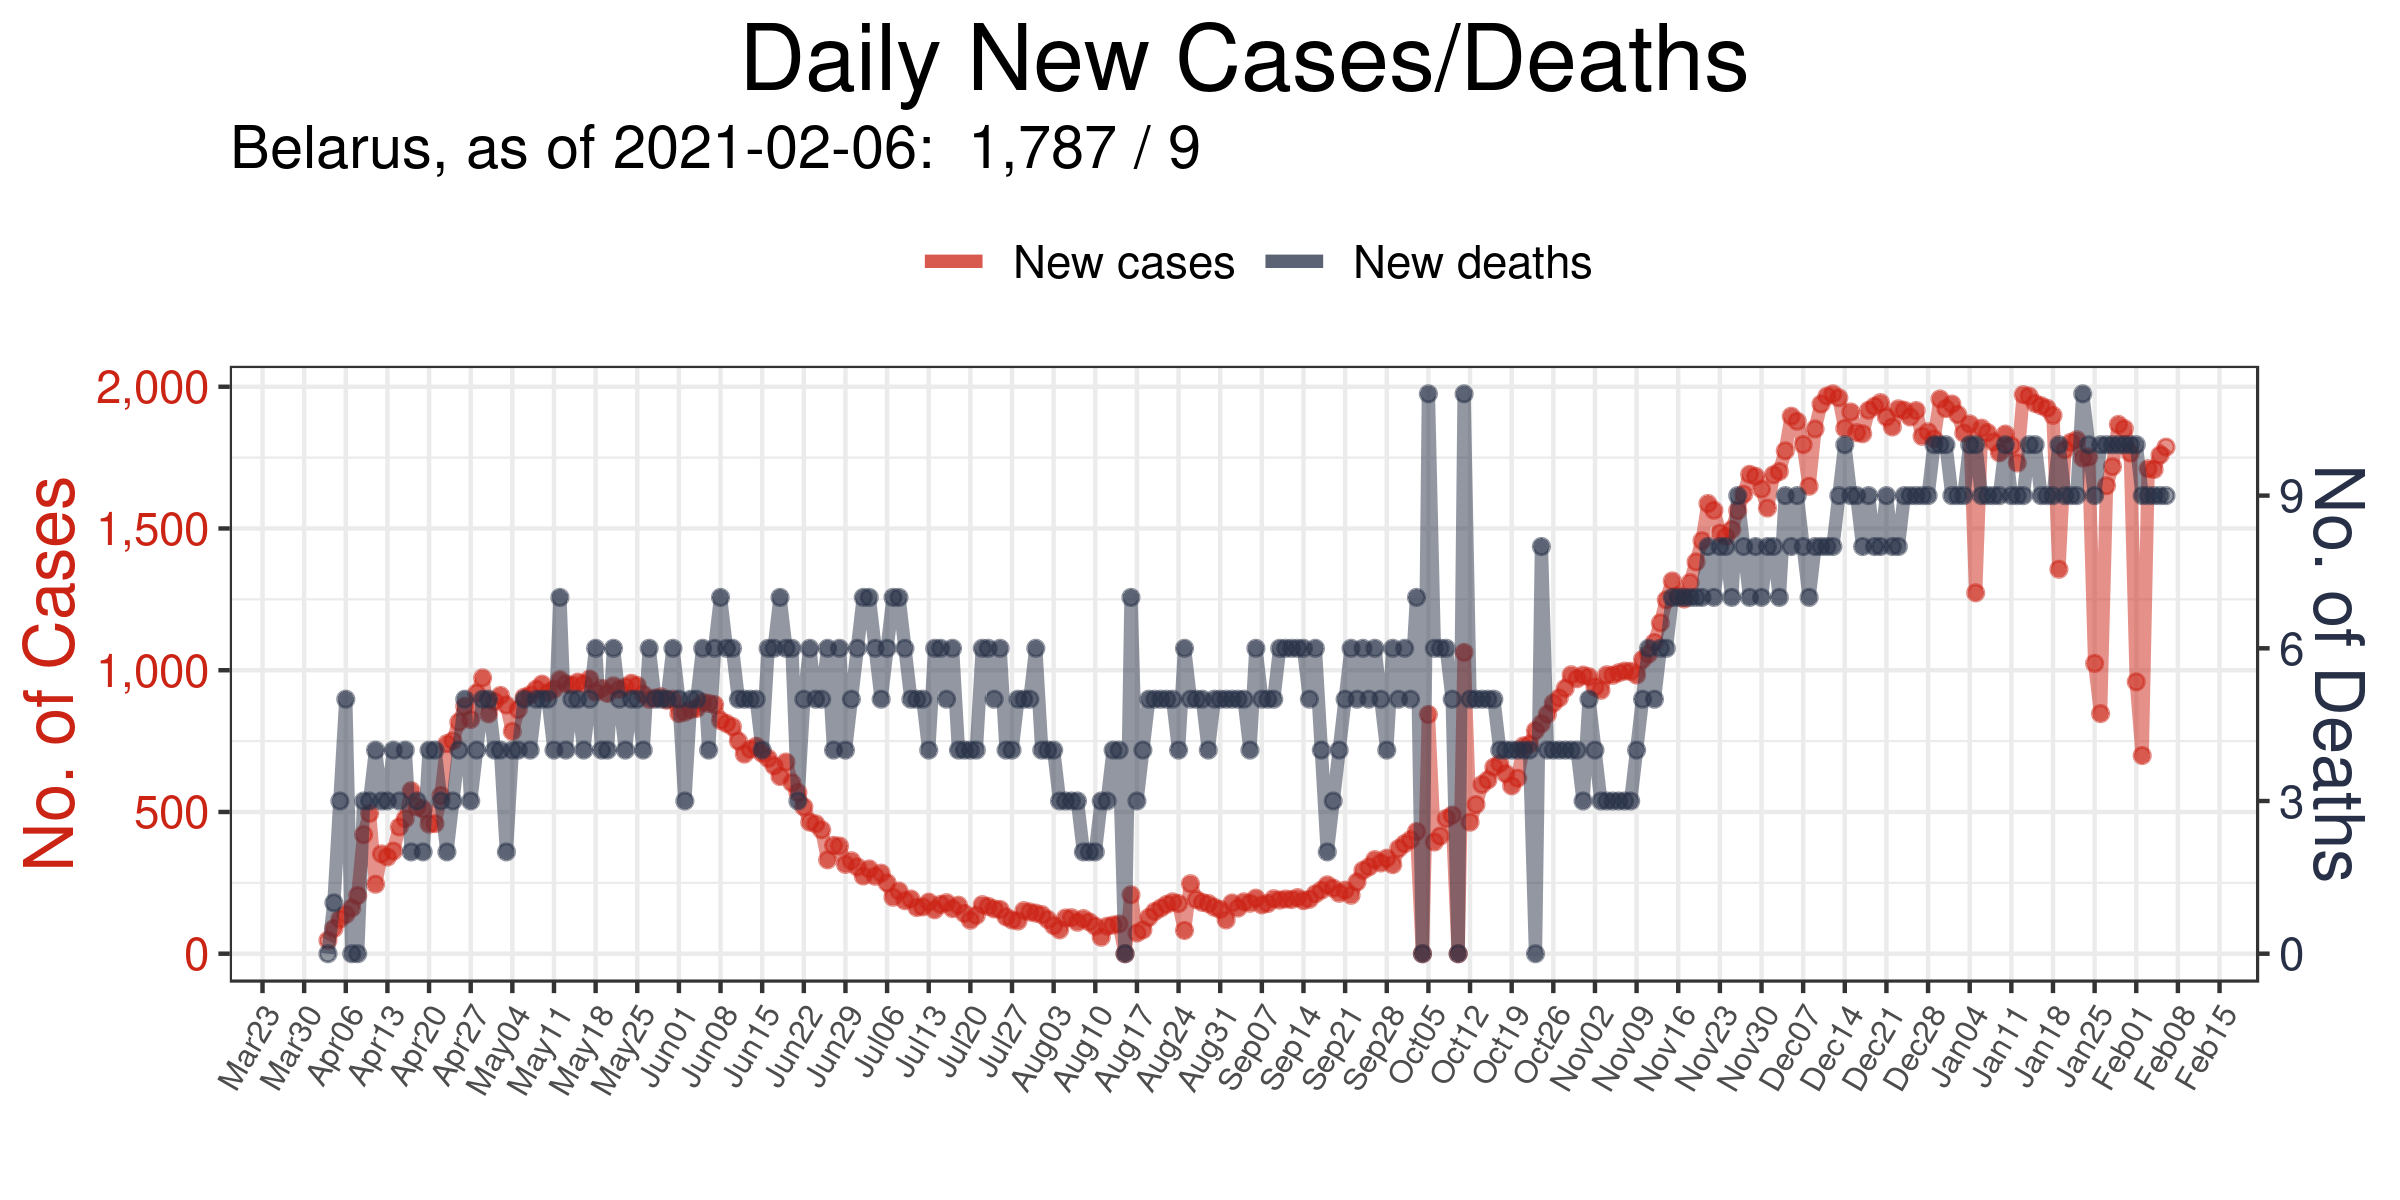 Daily New Cases/Deaths
Belarus, as of 2021-02-06:  1,787 / 9
New cases New deaths
No. of Cases
2,000
1,500
1,000
500
0
9
6
3
0
No. of Deaths
Mar23 Mar30 Apr06 Apr13 Apr20 Apr27 May04 May11 May18 May25 Jun01 Jun08 Jun15 Jun22 Jun29 Jul06 Jul13 Jul20 Jul27 Aug03 Aug10 Aug17 Aug24 Aug31 Sep07 Sep14 Sep21 Sep28 Oct05 Oct12 Oct19 Oct26 Nov02 Nov09 Nov16 Nov23 Nov30 Dec07 Dec14 Dec21 Dec28 Jan04 Jan11 Jan18 Jan25 Feb01 Feb08 Feb15